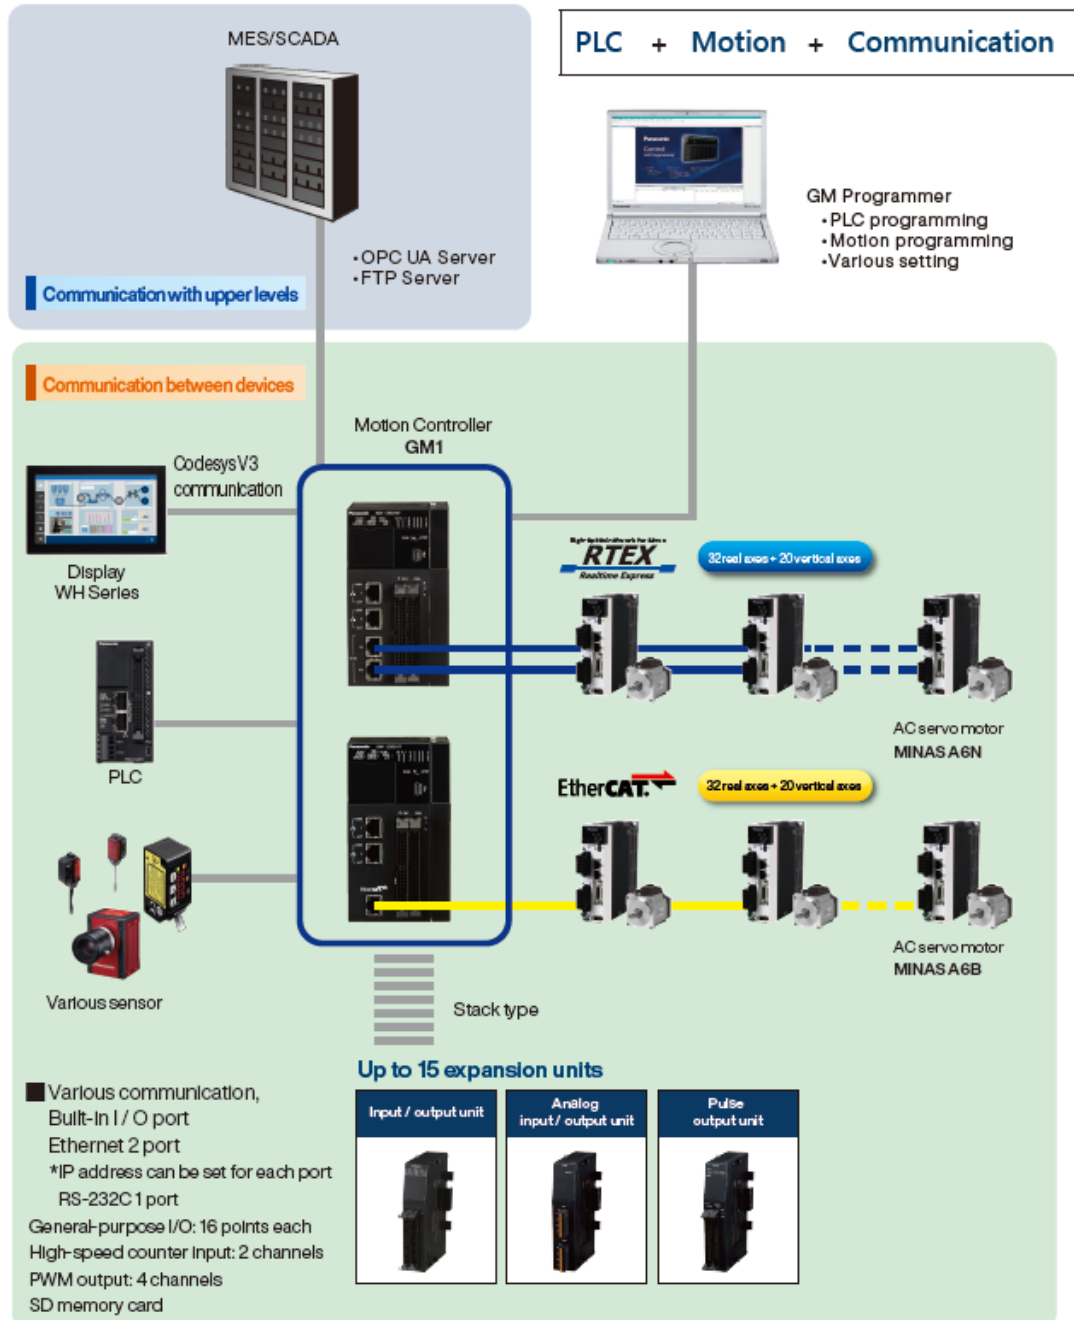 MES/SCADA
PLC + Motion + Communication
GM Programmer
•PLC programming
•Motion programming
•Various setting
•OPC UA Server
•FTP Server
Communication with upper levels
Communication between devices
Motion Controller
GM1
Codesys V3
communication
Display
WH Series
RTEX
Realtime Express
32 real axes + 20 vertical axes
AC servo motor
MINAS A6N
PLC
EtherCAT.
32 real axes + 20 vertical axes
AC servo motor
MINAS A6B
Various sensor
Stack type
Up to 15 expansion units
Input / output unit
Analog
input / output unit
Pulse
output unit
Various communication,
Built-in I / O port
Ethernet 2 port
*IP address can be set for each port
RS-232C 1 port
General-purpose I/O: 16 points each
High-speed counter input: 2 channels
PWM output: 4 channels
SD memory card